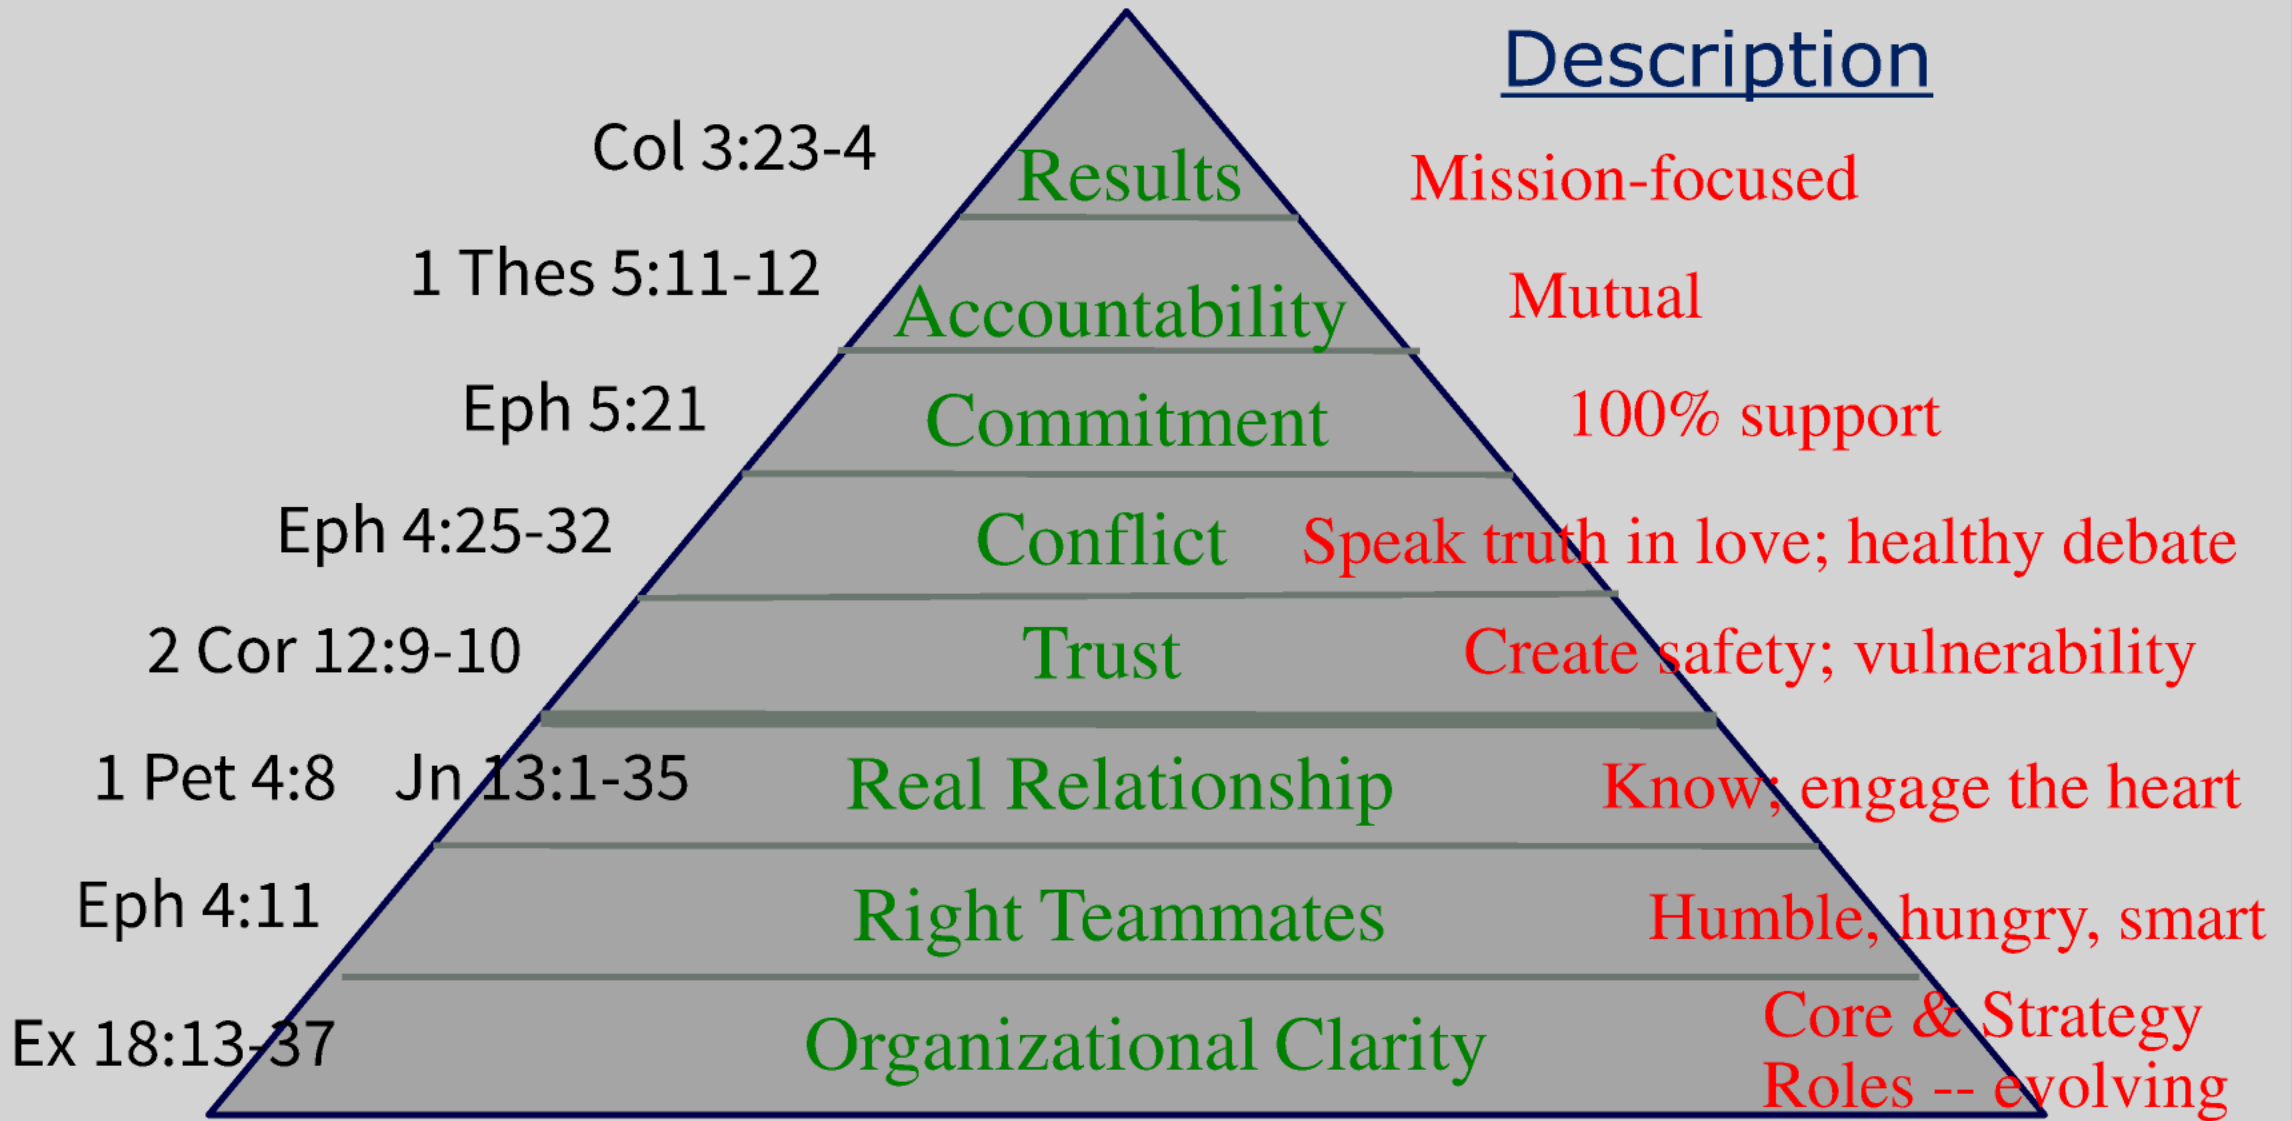 Description
Col 3:23-4 Results Mission-focused
1 Thes 5:11-12 Accountability Mutual
Eph 5:21 Commitment 100% support
Eph 4:25-32 Conflict Speak truth in love; healthy debate
2 Cor 12:9-10 Trust Create safety; vulnerability
1 Pet 4:8 Jn 13:1-35 Real Relationship Know; engage the heart
Eph 4:11 Right Teammates Humble, hungry, smart
Ex 18:13-37 Organizational Clarity Core & Strategy
Roles -- evolving